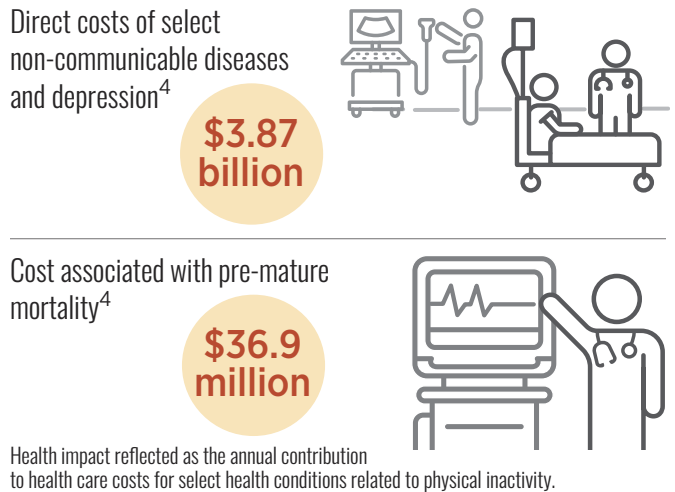 Direct costs of select
non-communicable diseases
and depression4
$3.87
billion
Cost associated with pre-mature
mortality4
$36.9
million
Health impact reflected as the annual contribution
to health care costs for select health conditions related to physical inactivity.